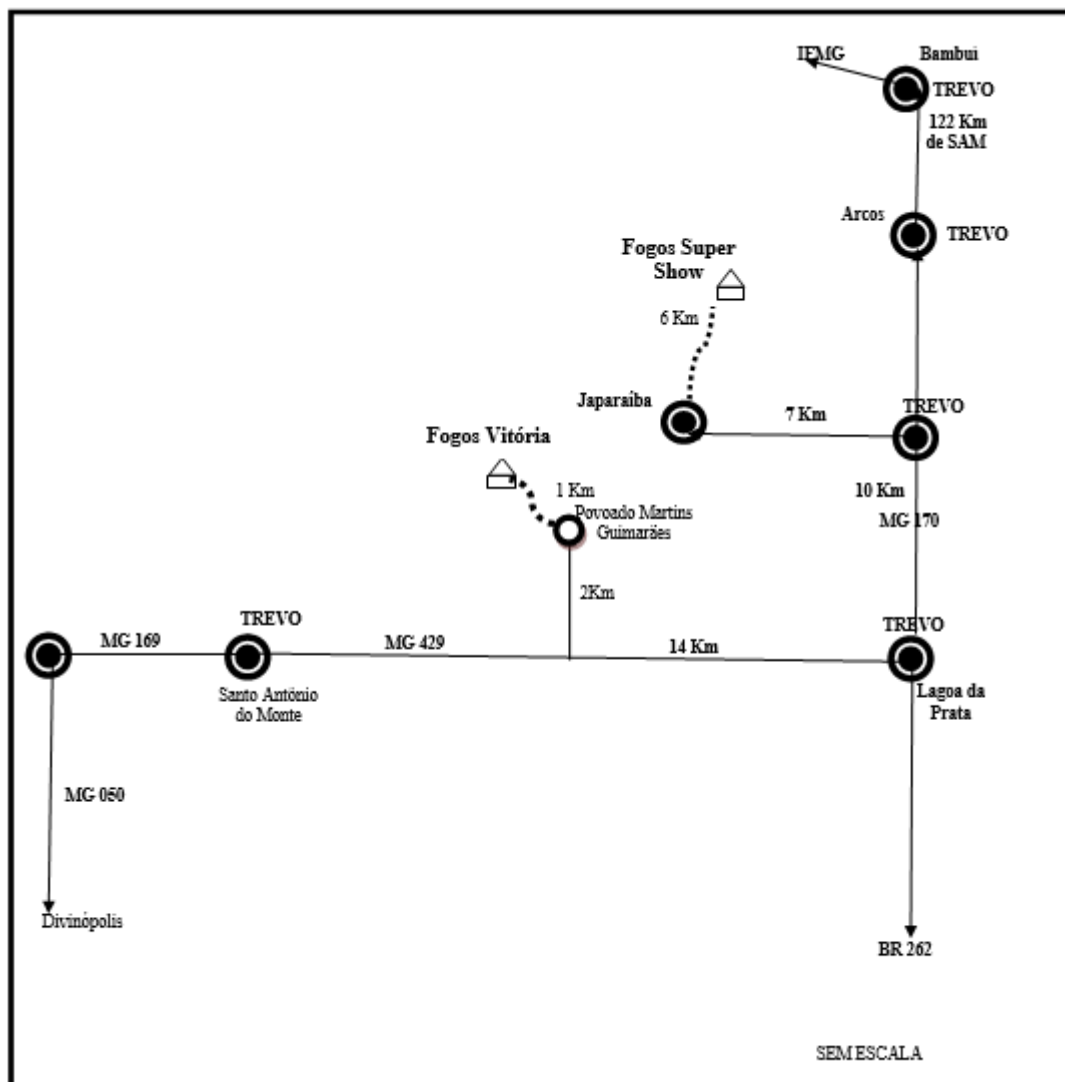 IFMG
Bambui
TREVO
122 Km
de SAM
Arcos
TREVO
Fogos Super
Show
6 Km
Japaraíba
7 Km
TREVO
Fogos Vitória
1 Km
Povoado Martins
Guimarães
10 Km
MG 170
2Km
TREVO
MG 169
MG 429
14 Km
TREVO
Santo Antônio
do Monte
Lagoa da
Prata
MG 050
Divinópolis
BR 262
SEM ESCALA